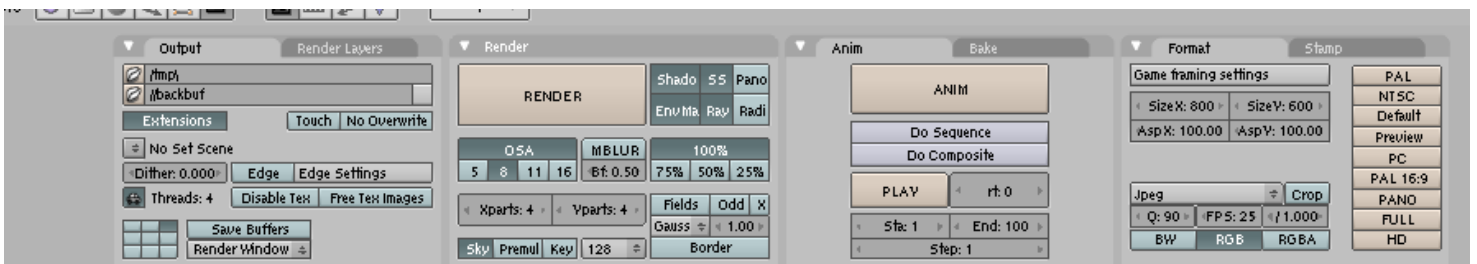 Output Render Layers
/tmp\
//backbuf
Extensions Touch No Overwrite
No Set Scene
Dither: 0.000 Edge Edge Settings
Threads: 4 Disable Tex Free Tex Images
Save Buffers
Render Window
Render
RENDER Shado SS Pano
EnvMa Ray Radi
OSA MBLUR 100%
5 8 11 16 Bf: 0.50 75% 50% 25%
Xparts: 4 Yparts: 4 Fields Odd X
Gauss 1.00
Sky Premul Key 128 Border
Anim Bake
ANIM
Do Sequence
Do Composite
PLAY rt: 0
Sta: 1 End: 100
Step: 1
Format Stamp
Game framing settings PAL
SizeX: 800 SizeY: 600 NTSC
AspX: 100.00 AspY: 100.00 Default
Preview
PC
PAL 16:9
Jpeg Crop PANO
Q: 90 FPS: 25 /1.000 FULL
BW RGB RGBA HD